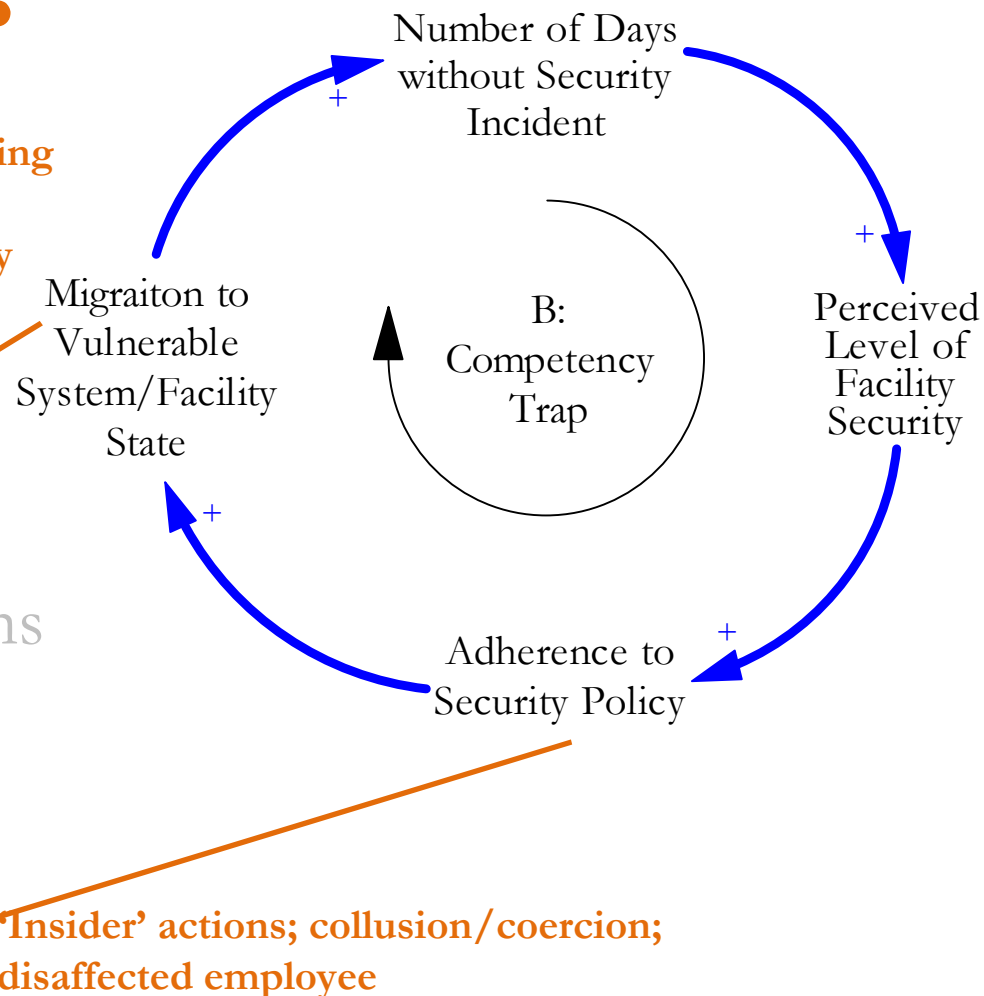 Number of Days
without Security
Incident
+
+
ing
y
Migraiton to
Vulnerable
System/Facility
State
B:
Competency
Trap
Perceived
Level of
Facility
Security
+
+
ns
Adherence to
Security Policy
‘Insider’ actions; collusion/coercion;
disaffected employee